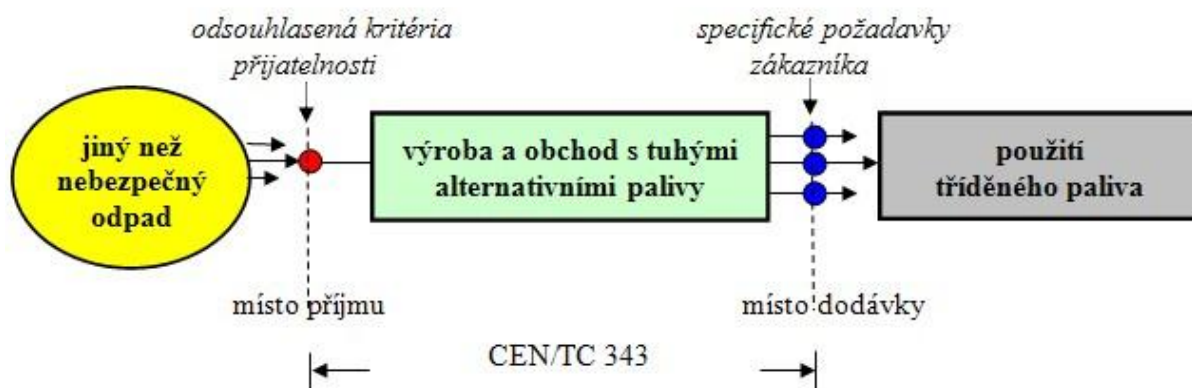 odsouhlasená kritéria
přijatelnosti
specifické požadavky
zákazníka
jiný než
nebezpečný
odpad
výroba a obchod s tuhými
alternativními palivy
použití
tříděného paliva
místo příjmu
místo dodávky
CEN/TC 343